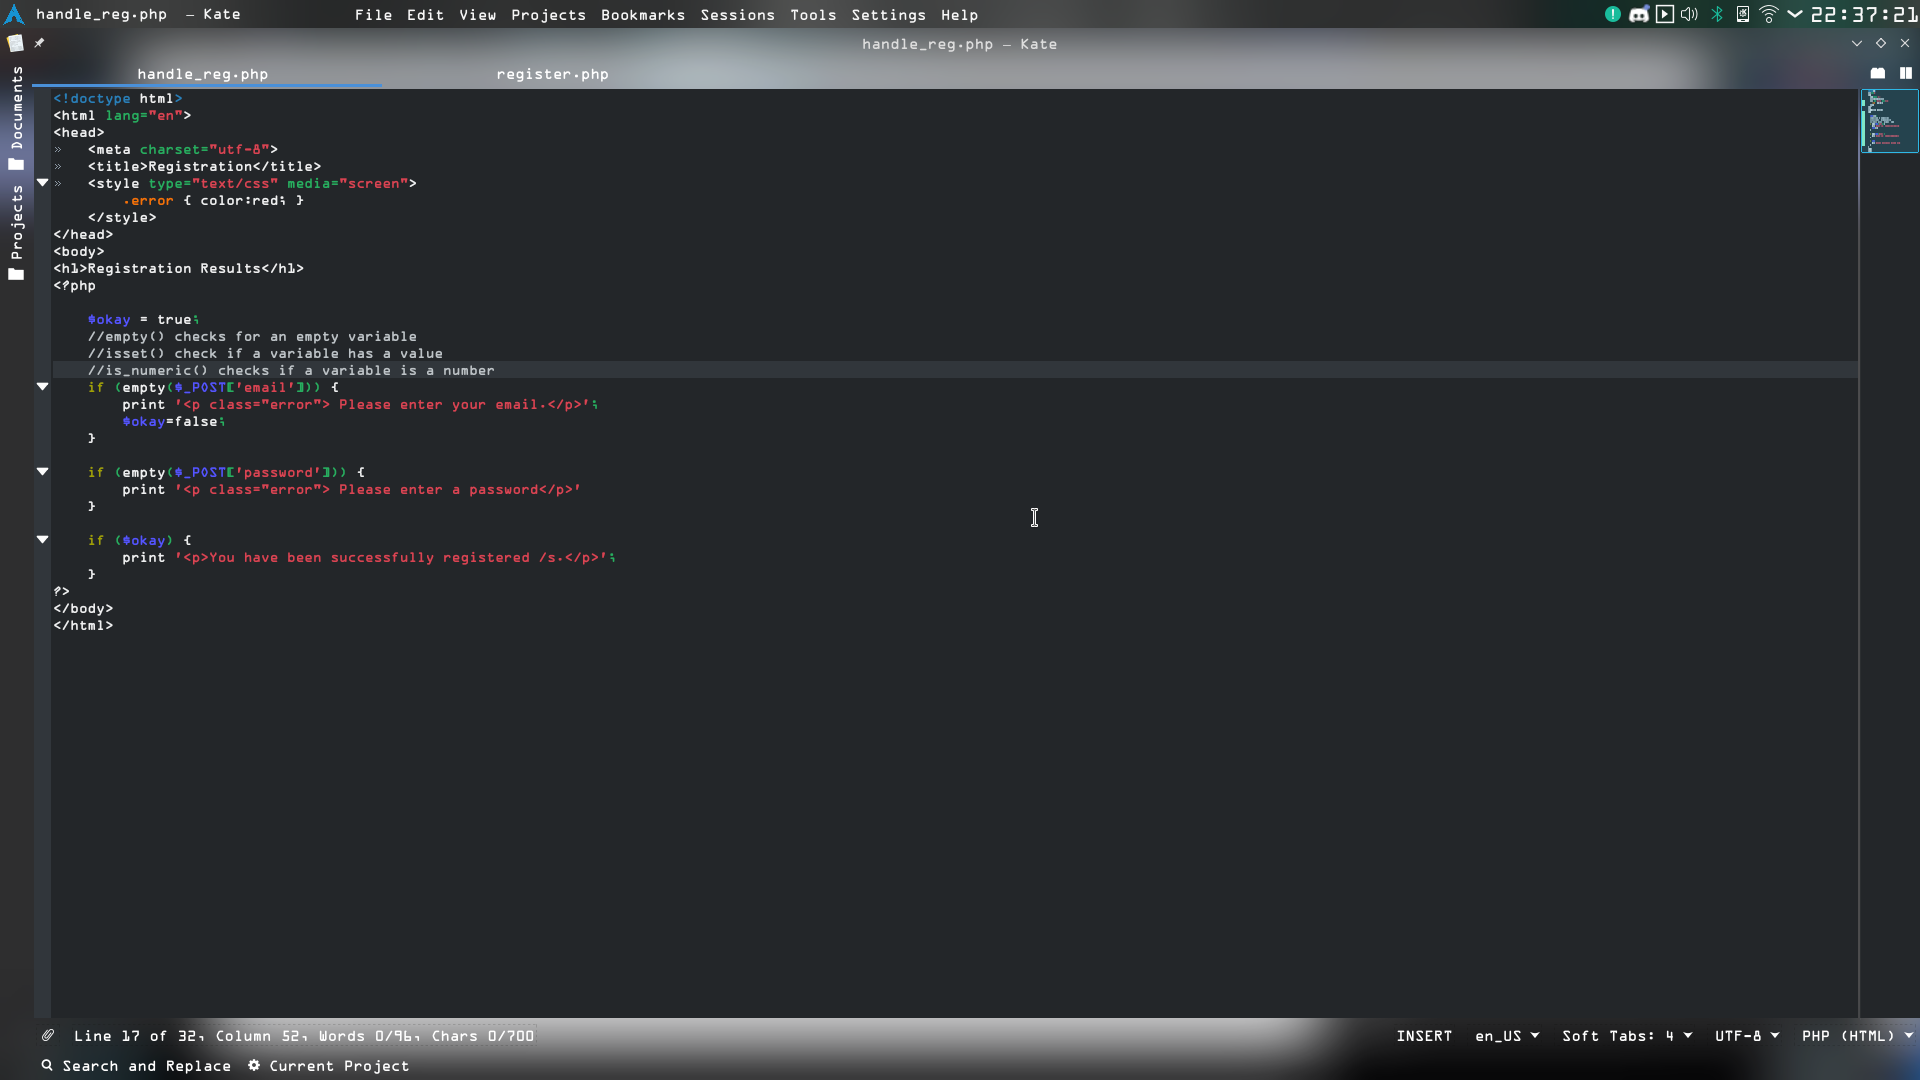 handle_reg.php — Kate
File Edit View Projects Bookmarks Sessions Tools Settings Help
22:37:21
handle_reg.php — Kate
Documents
Projects
handle_reg.php
register.php
<!doctype html>
<html lang="en">
<head>
»   <meta charset="utf-8">
»   <title>Registration</title>
»   <style type="text/css" media="screen">
        .error { color:red; }
    </style>
</head>
<body>
<h1>Registration Results</h1>
<?php
    $okay = true;
    //empty() checks for an empty variable
    //isset() check if a variable has a value
    //is_numeric() checks if a variable is a number
    if (empty($_POST['email'])) {
        print '<p class="error"> Please enter your email.</p>';
        $okay=false;
    }
    if (empty($_POST['password'])) {
        print '<p class="error"> Please enter a password</p>'
    }
    if ($okay) {
        print '<p>You have been successfully registered /s.</p>';
    }
?>
</body>
</html>
Line 17 of 32, Column 52, Words 0/96, Chars 0/700
INSERT en_US Soft Tabs: 4 UTF-8 PHP (HTML)
Search and Replace Current Project